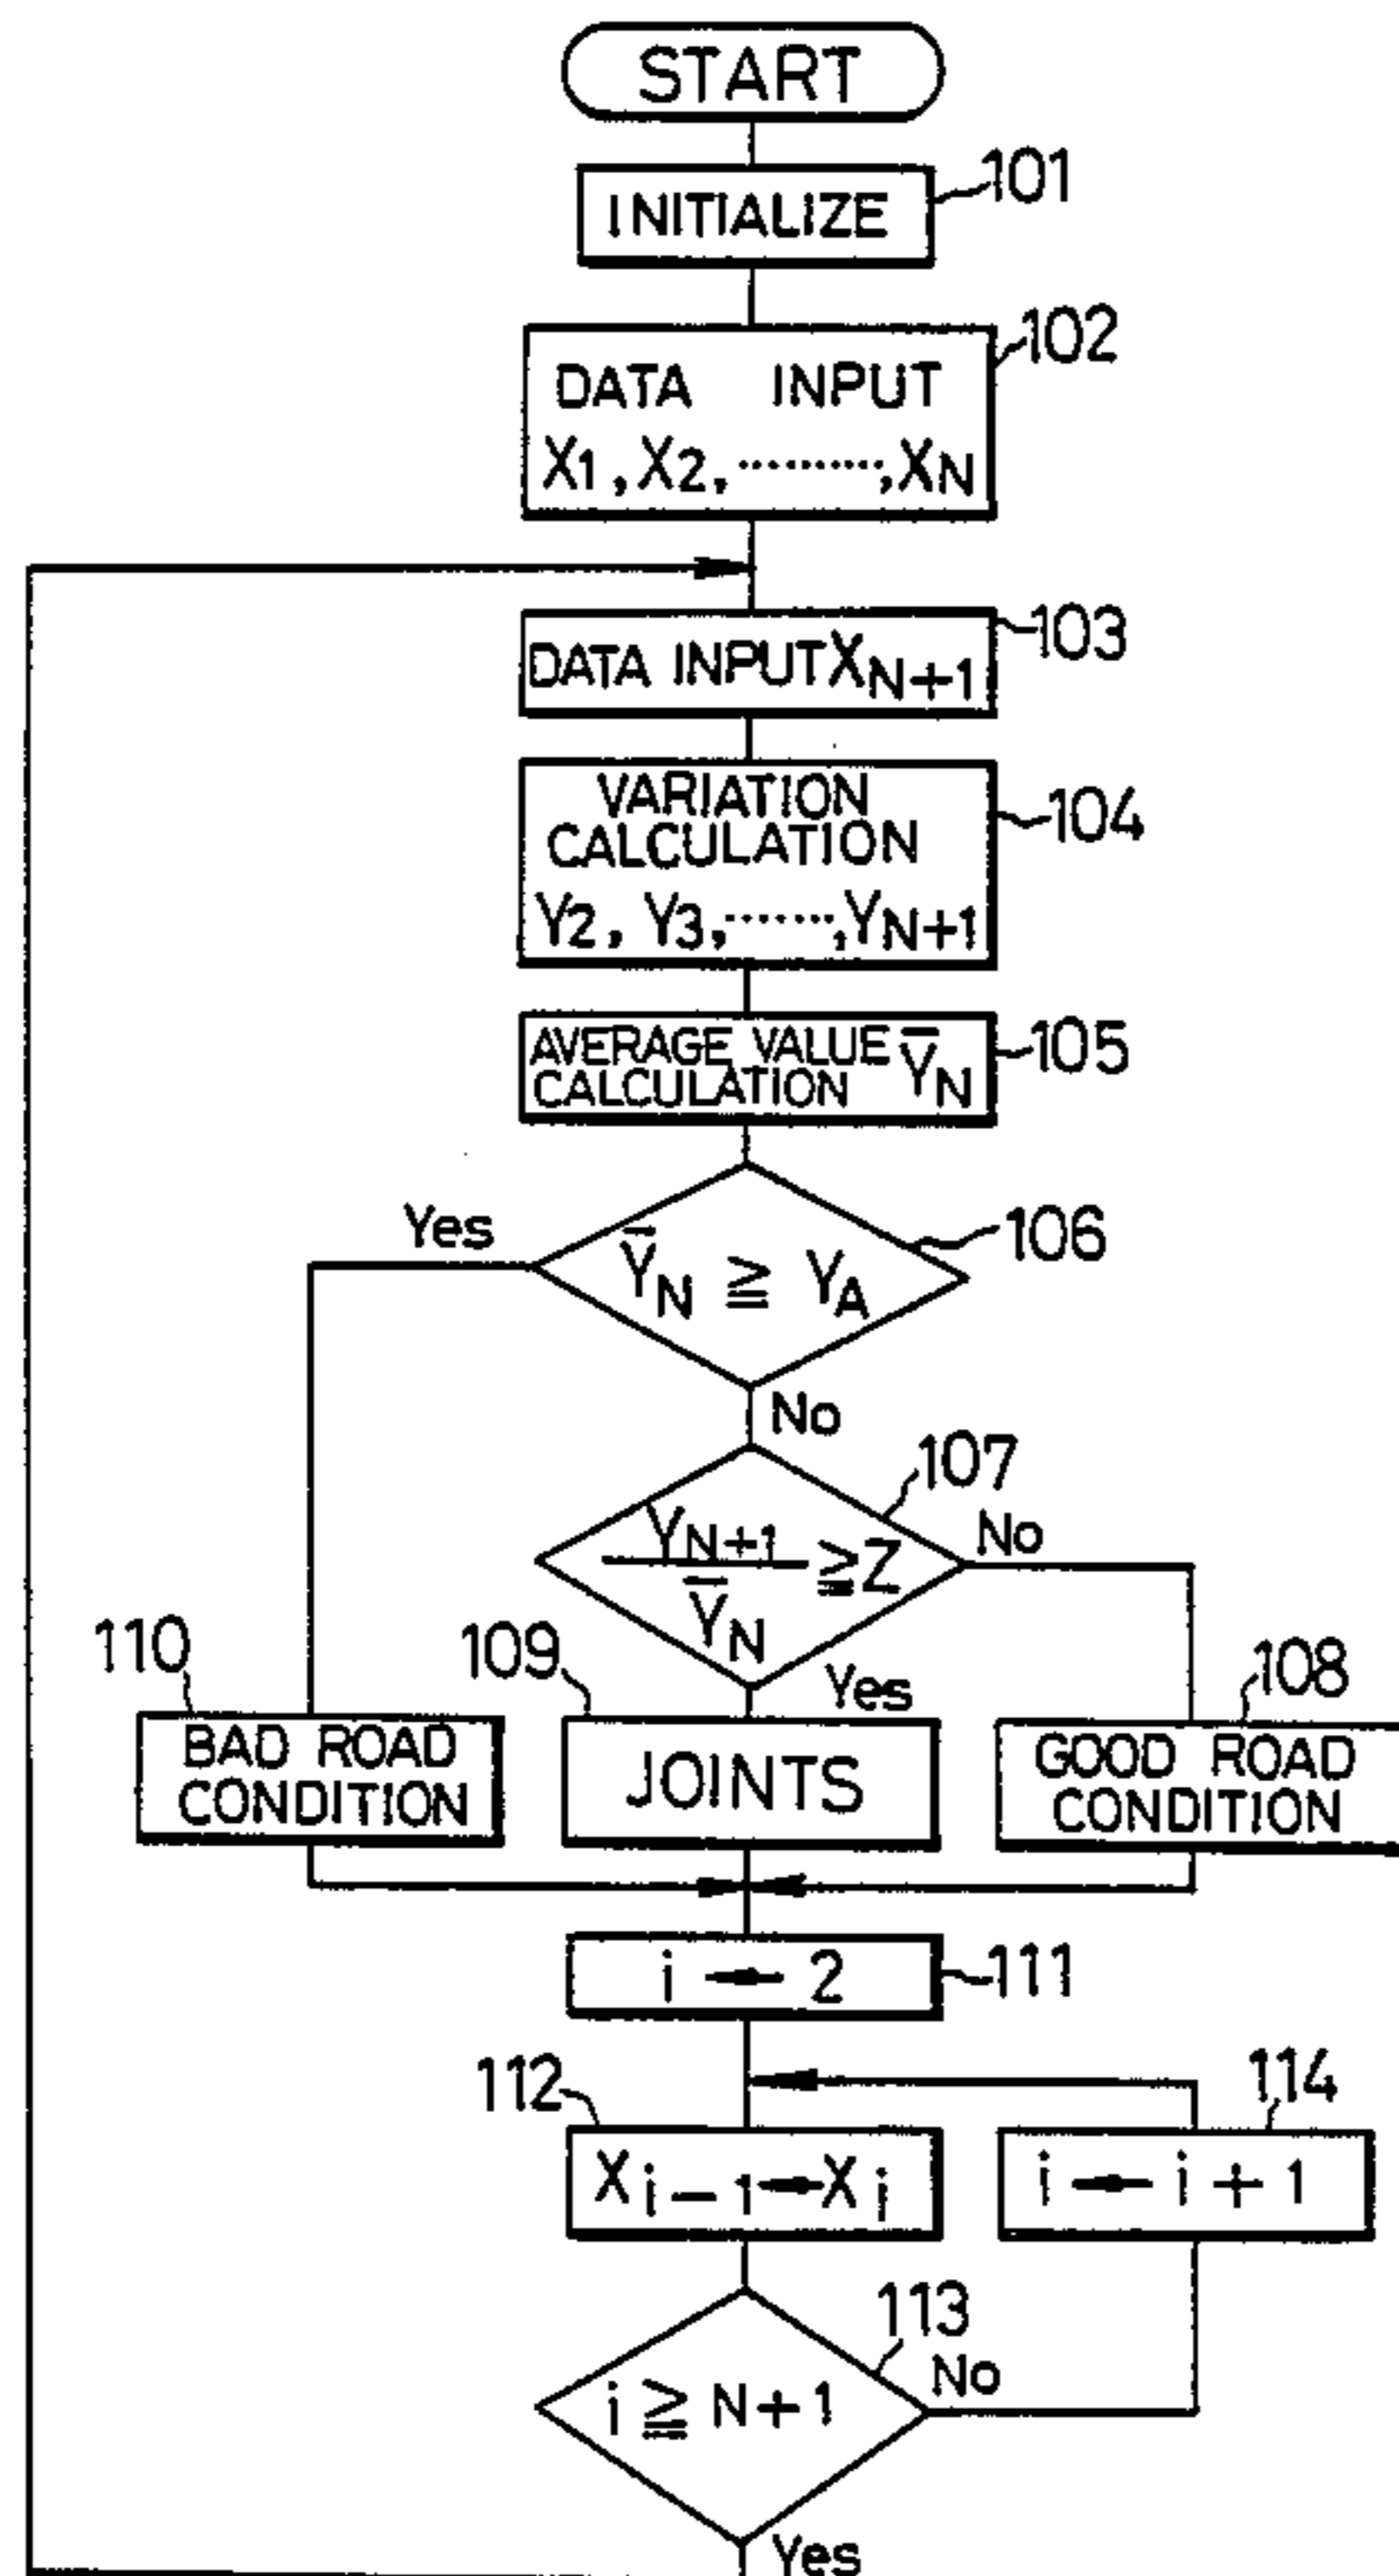 START
101
INITIALIZE
102
DATA INPUT
X1, X2, ··········, XN
103
DATA INPUT XN+1
104
VARIATION
CALCULATION
Y2, Y3, ·······, YN+1
105
AVERAGE VALUE
CALCULATION
ȲN
106
Yes
ȲN ≧ YA
No
107
YN+1
ȲN
≧Z
No
Yes
110
109
108
BAD ROAD
CONDITION
JOINTS
GOOD ROAD
CONDITION
111
i ← 2
112
114
Xi−1←Xi
i ← i + 1
113
i ≧ N+1
No
Yes